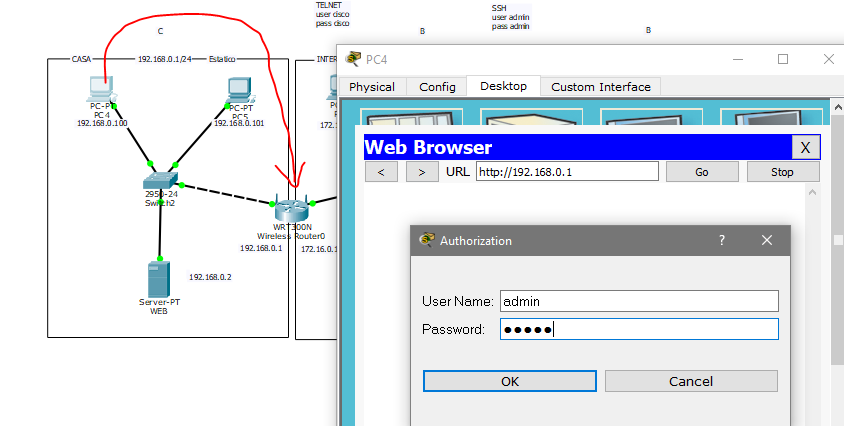 TELNET
user cisco
pass cisco
SSH
user admin
pass admin
C
B
B
CASA
192.168.0.1/24
Estatico
INTER
PC-PT
PC4
192.168.0.100
PC-PT
PC5
192.168.0.101
2950-24
Switch2
WRT300N
Wireless Router0
192.168.0.1
172.16.0.1
192.168.0.2
Server-PT
WEB
PC4
Physical
Config
Desktop
Custom Interface
Web Browser
X
<
>
URL
http://192.168.0.1
Go
Stop
Authorization
?
User Name:
admin
Password:
●●●●●
OK
Cancel